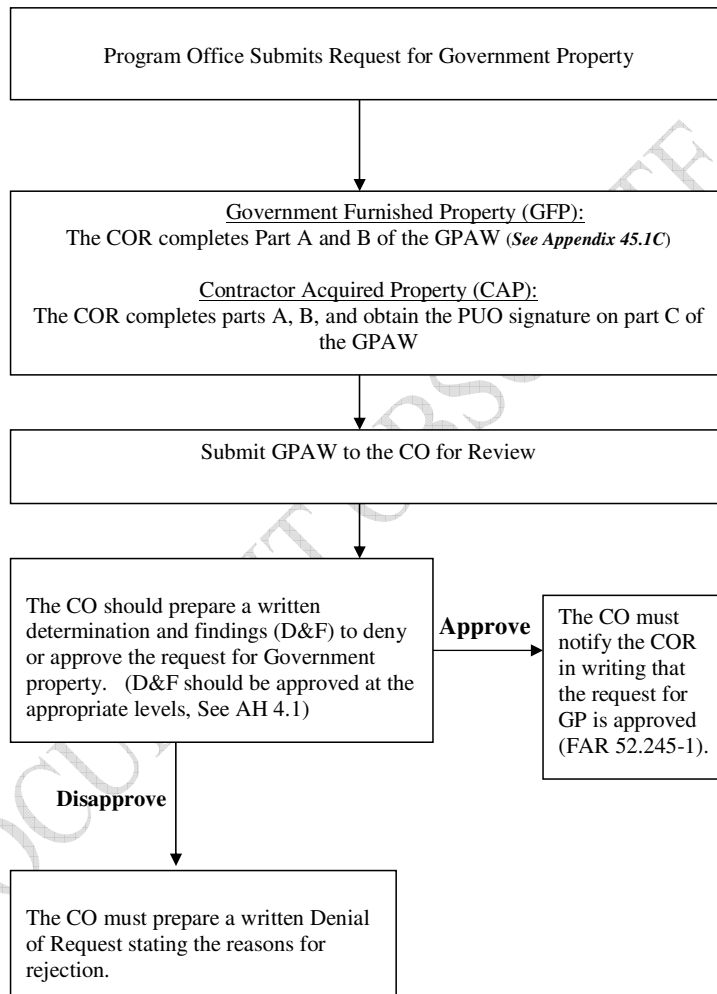 Program Office Submits Request for Government Property
Government Furnished Property (GFP):
The COR completes Part A and B of the GPAW (See Appendix 45.1C)
Contractor Acquired Property (CAP):
The COR completes parts A, B, and obtain the PUO signature on part C of
the GPAW
Submit GPAW to the CO for Review
The CO should prepare a written
determination and findings (D&F) to deny
or approve the request for Government
property. (D&F should be approved at the
appropriate levels, See AH 4.1)
Approve
The CO must
notify the COR
in writing that
the request for
GP is approved
(FAR 52.245-1).
Disapprove
The CO must prepare a written Denial
of Request stating the reasons for
rejection.